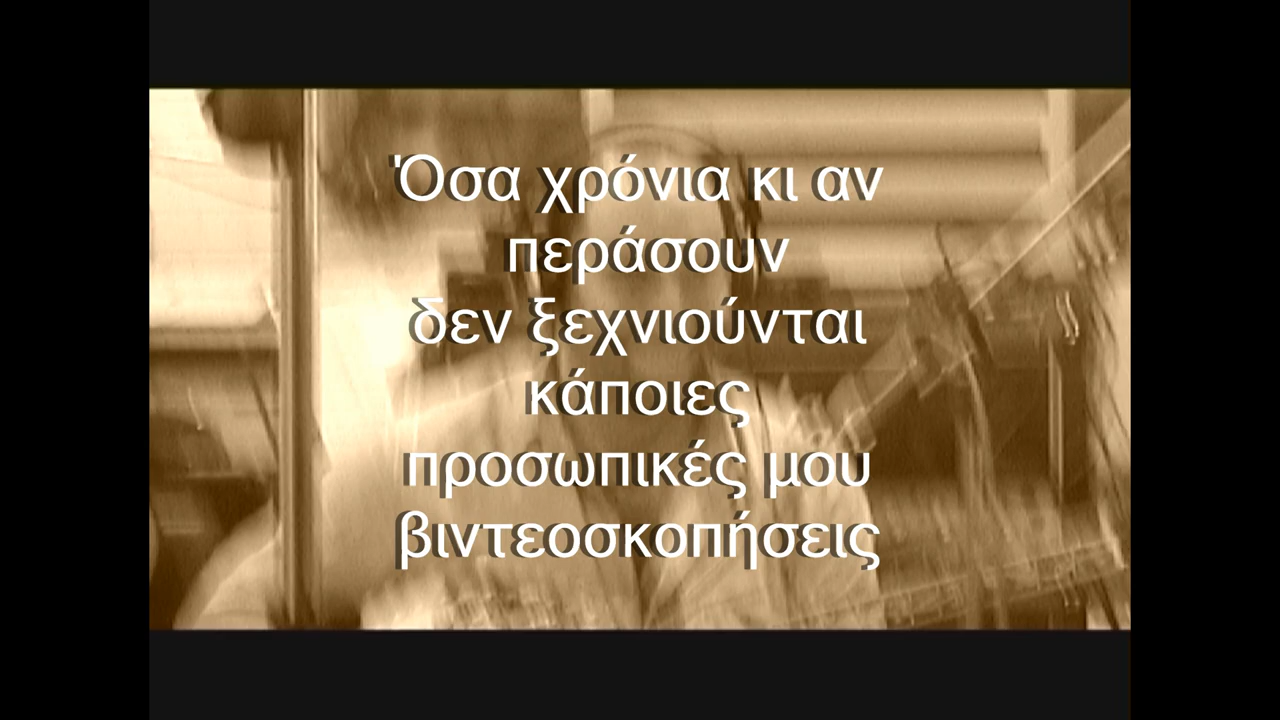 Όσα χρόνια κι αν
περάσουν
δεν ξεχνιούνται
κάποιες
προσωπικές μου
βιντεοσκοπήσεις